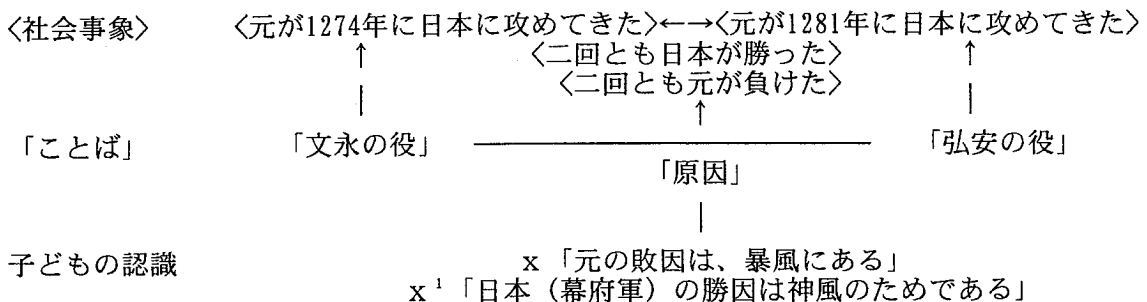 〈社会事象〉 〈元が1274年に日本に攻めてきた〉←→〈元が1281年に日本に攻めてきた〉
〈二回とも日本が勝った〉
〈二回とも元が負けた〉
「ことば」 「文永の役」 「弘安の役」
「原因」
子どもの認識 x「元の敗因は、暴風にある」
x¹「日本（幕府軍）の勝因は神風のためである」